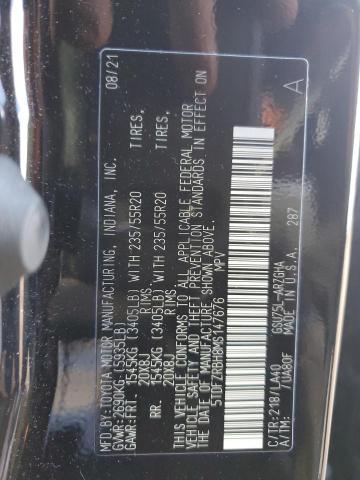 MFD.BY:TOYOTA MOTOR MANUFACTURING, INDIANA, INC. 08/21
GVWR:2690KG (5935LB)
GAWR:FRT. 1545KG (3405LB) WITH 235/55R20 TIRES,
20X8J RIMS,
RR. 1545KG (3405LB) WITH 235/55R20 TIRES,
20X8J RIMS,
THIS VEHICLE CONFORMS TO ALL APPLICABLE FEDERAL MOTOR
VEHICLE SAFETY AND THEFT PREVENTION STANDARDS IN EFFECT ON
THE DATE OF MANUFACTURE SHOWN ABOVE.
5TDFZRBH8MS147676 MPV
C/TR:218/LA40 GSU75L-ARZGHA
A/TM: /UA80F MADE IN U.S.A. 287
A